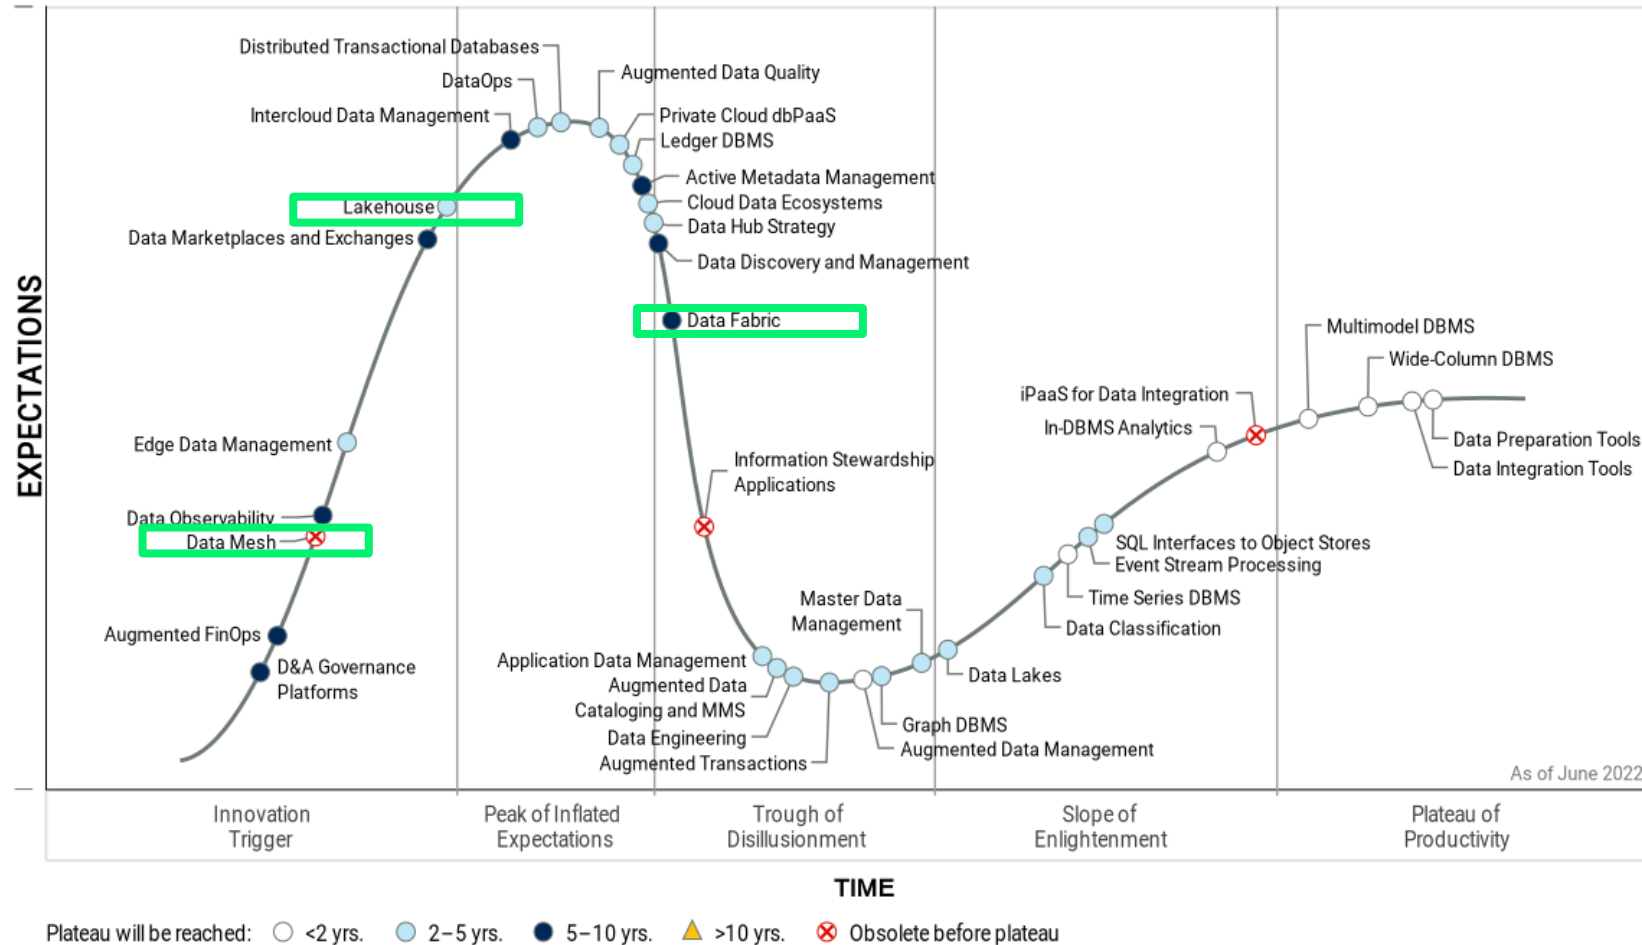 Distributed Transactional Databases
DataOps
Intercloud Data Management
Lakehouse
Data Marketplaces and Exchanges
Edge Data Management
Data Observability
Data Mesh
Augmented FinOps
D&A Governance
Platforms
Augmented Data Quality
Private Cloud dbPaaS
Ledger DBMS
Active Metadata Management
Cloud Data Ecosystems
Data Hub Strategy
Data Discovery and Management
Data Fabric
Information Stewardship
Applications
Application Data Management
Augmented Data
Cataloging and MMS
Data Engineering
Augmented Transactions
Master Data
Management
Graph DBMS
Augmented Data Management
Data Lakes
iPaaS for Data Integration
In-DBMS Analytics
SQL Interfaces to Object Stores
Event Stream Processing
Time Series DBMS
Data Classification
Multimodel DBMS
Wide-Column DBMS
Data Preparation Tools
Data Integration Tools
As of June 2022
EXPECTATIONS
Innovation
Trigger
Peak of Inflated
Expectations
Trough of
Disillusionment
Slope of
Enlightenment
Plateau of
Productivity
TIME
Plateau will be reached: <2 yrs. 2–5 yrs. 5–10 yrs. >10 yrs. Obsolete before plateau